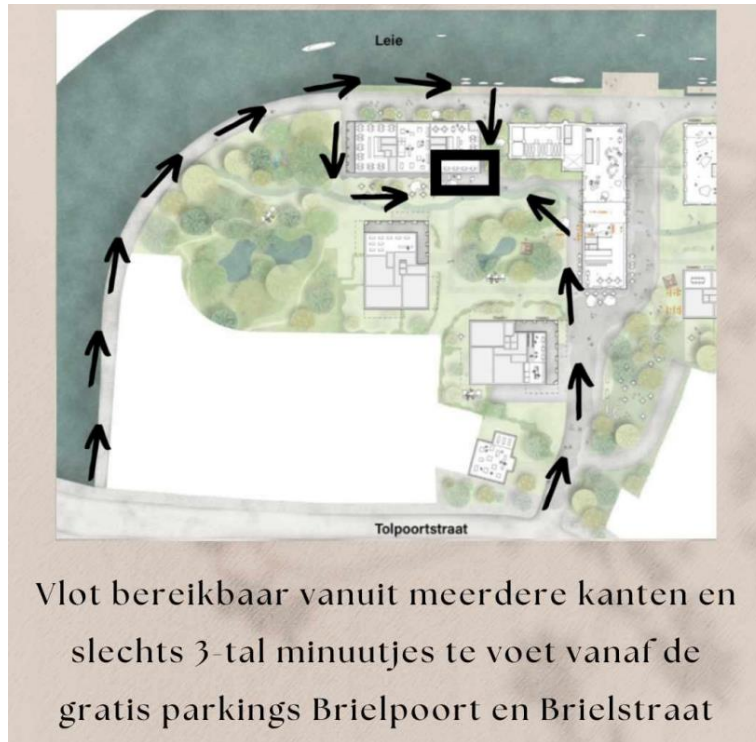 Leie
Tolpoortstraat
Vlot bereikbaar vanuit meerdere kanten en
slechts 3-tal minuutjes te voet vanaf de
gratis parkings Brielpoort en Brielstraat